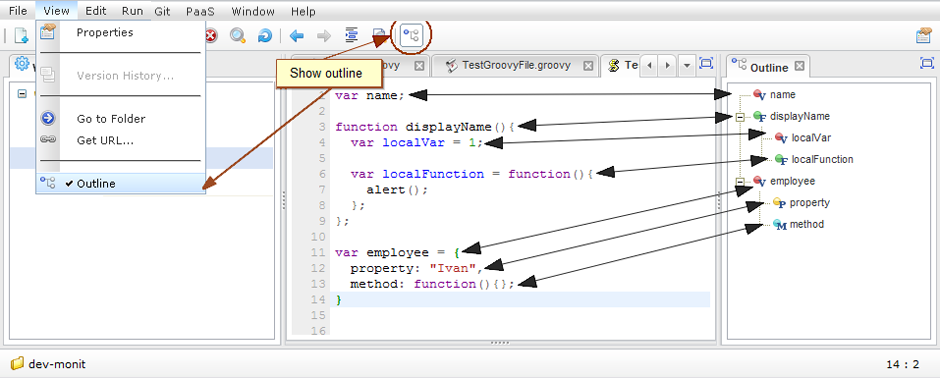 File View Edit Run Git PaaS Window Help
Properties
Version History...
Go to Folder
Get URL...
Outline
Show outline
TestGroovyFile.groovy
Outline
1 var name;
2
3 function displayName(){
4 var localVar = 1;
5
6 var localFunction = function(){
7 alert();
8 };
9 };
10
11 var employee = {
12 property: "Ivan",
13 method: function(){};
14 }
15
16
name
displayName
localVar
localFunction
employee
property
method
dev-monit
14 : 2